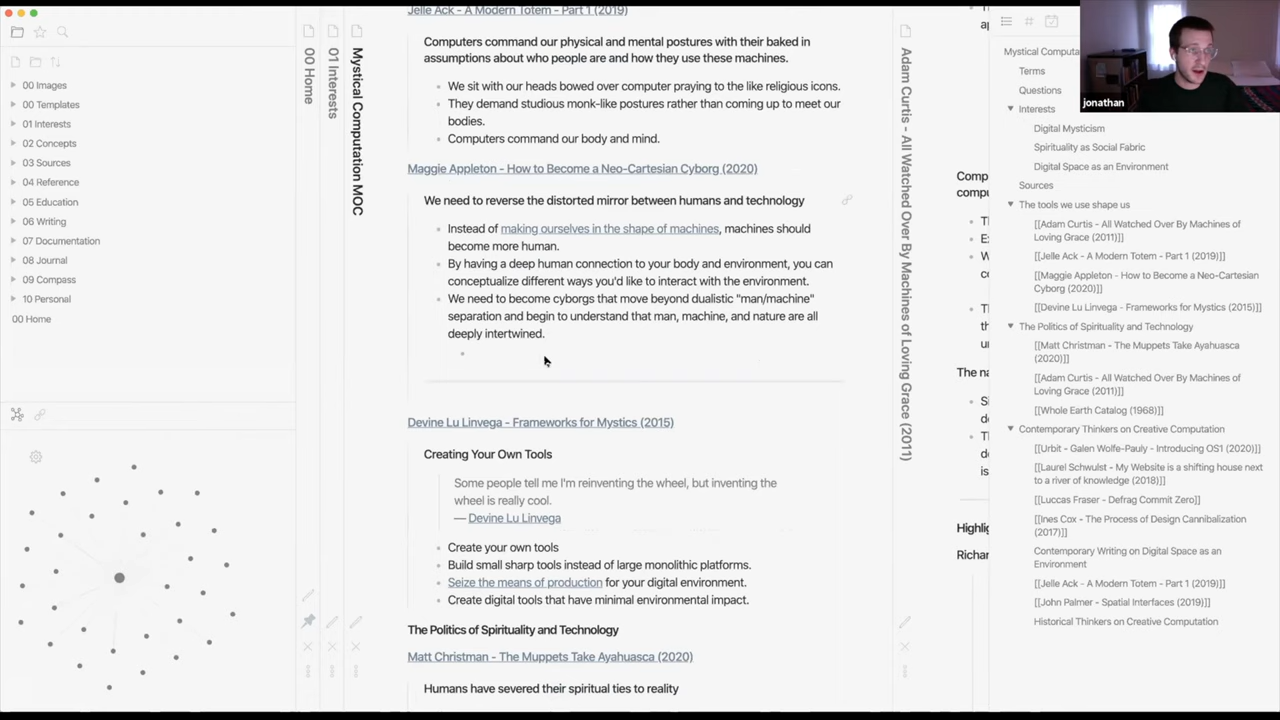 00 Images
00 Templates
01 Interests
02 Concepts
03 Sources
04 Reference
05 Education
06 Writing
07 Documentation
08 Journal
09 Compass
10 Personal
00 Home
00 Home
01 Interests
Mystical Computation MOC
Jelle Ack - A Modern Totem - Part 1 (2019)
Computers command our physical and mental postures with their baked in
assumptions about who people are and how they use these machines.
We sit with our heads bowed over computer praying to the like religious icons.
They demand studious monk-like postures rather than coming up to meet our
bodies.
Computers command our body and mind.
Maggie Appleton - How to Become a Neo-Cartesian Cyborg (2020)
We need to reverse the distorted mirror between humans and technology
Instead of making ourselves in the shape of machines, machines should
become more human.
By having a deep human connection to your body and environment, you can
conceptualize different ways you'd like to interact with the environment.
We need to become cyborgs that move beyond dualistic "man/machine"
separation and begin to understand that man, machine, and nature are all
deeply intertwined.
Devine Lu Linvega - Frameworks for Mystics (2015)
Creating Your Own Tools
Some people tell me I'm reinventing the wheel, but inventing the
wheel is really cool.
— Devine Lu Linvega
Create your own tools
Build small sharp tools instead of large monolithic platforms.
Seize the means of production for your digital environment.
Create digital tools that have minimal environmental impact.
The Politics of Spirituality and Technology
Matt Christman - The Muppets Take Ayahuasca (2020)
Humans have severed their spiritual ties to reality
Adam Curtis - All Watched Over By Machines of Loving Grace (2011)
Comp
compu
The na
Highli
Richar
jonathan
Mystical Computa
Terms
Questions
Interests
Digital Mysticism
Spirituality as Social Fabric
Digital Space as an Environment
Sources
The tools we use shape us
[[Adam Curtis - All Watched Over By Machines of
Loving Grace (2011)]]
[[Jelle Ack - A Modern Totem - Part 1 (2019)]]
[[Maggie Appleton - How to Become a Neo-Cartesian
Cyborg (2020)]]
[[Devine Lu Linvega - Frameworks for Mystics (2015)]]
The Politics of Spirituality and Technology
[[Matt Christman - The Muppets Take Ayahuasca
(2020)]]
[[Adam Curtis - All Watched Over By Machines of
Loving Grace (2011)]]
[[Whole Earth Catalog (1968)]]
Contemporary Thinkers on Creative Computation
[[Urbit - Galen Wolfe-Pauly - Introducing OS1 (2020)]]
[[Laurel Schwulst - My Website is a shifting house next
to a river of knowledge (2018)]]
[[Luccas Fraser - Defrag Commit Zero)]]
[[Ines Cox - The Process of Design Cannibalization
(2017)]]
Contemporary Writing on Digital Space as an
Environment
[[Jelle Ack - A Modern Totem - Part 1 (2019)]]
[[John Palmer - Spatial Interfaces (2019)]]
Historical Thinkers on Creative Computation